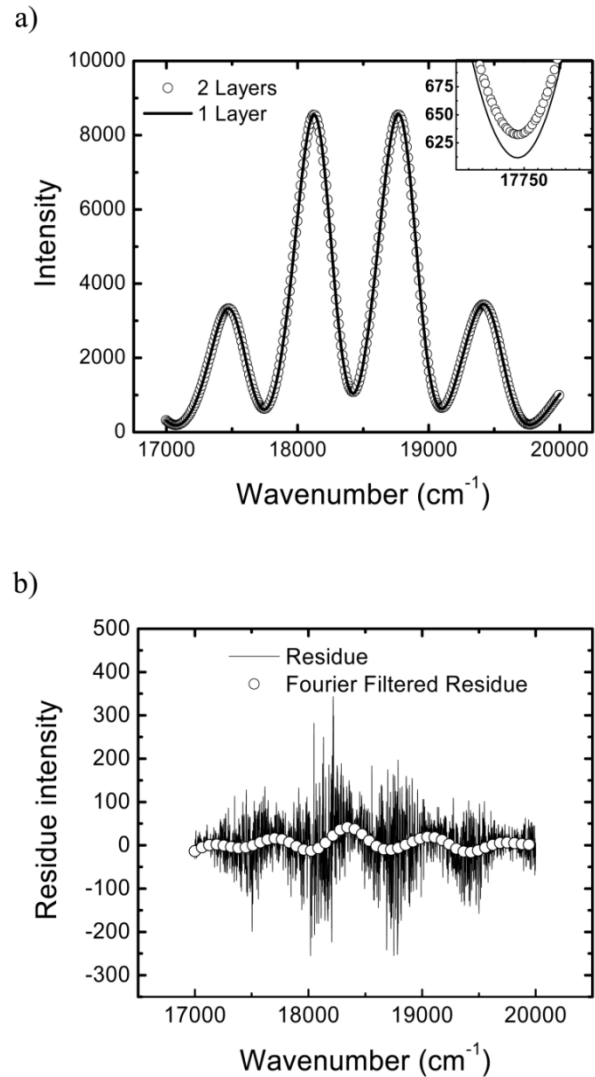 a)
10000
8000
6000
4000
2000
0
Intensity
2 Layers
1 Layer
675
650
625
17750
17000
18000
19000
20000
Wavenumber (cm⁻¹)
b)
500
400
300
200
100
0
-100
-200
-300
Residue intensity
Residue
Fourier Filtered Residue
17000
18000
19000
20000
Wavenumber (cm⁻¹)